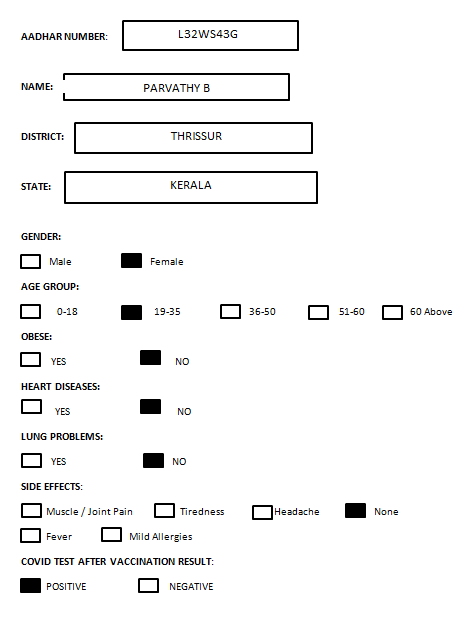 AADHAR NUMBER: L32WS43G
NAME: PARVATHY B
DISTRICT: THRISSUR
STATE: KERALA
GENDER:
Male Female
AGE GROUP:
0-18 19-35 36-50 51-60 60 Above
OBESE:
YES NO
HEART DISEASES:
YES NO
LUNG PROBLEMS:
YES NO
SIDE EFFECTS:
Muscle / Joint Pain Tiredness Headache None
Fever Mild Allergies
COVID TEST AFTER VACCINATION RESULT:
POSITIVE NEGATIVE